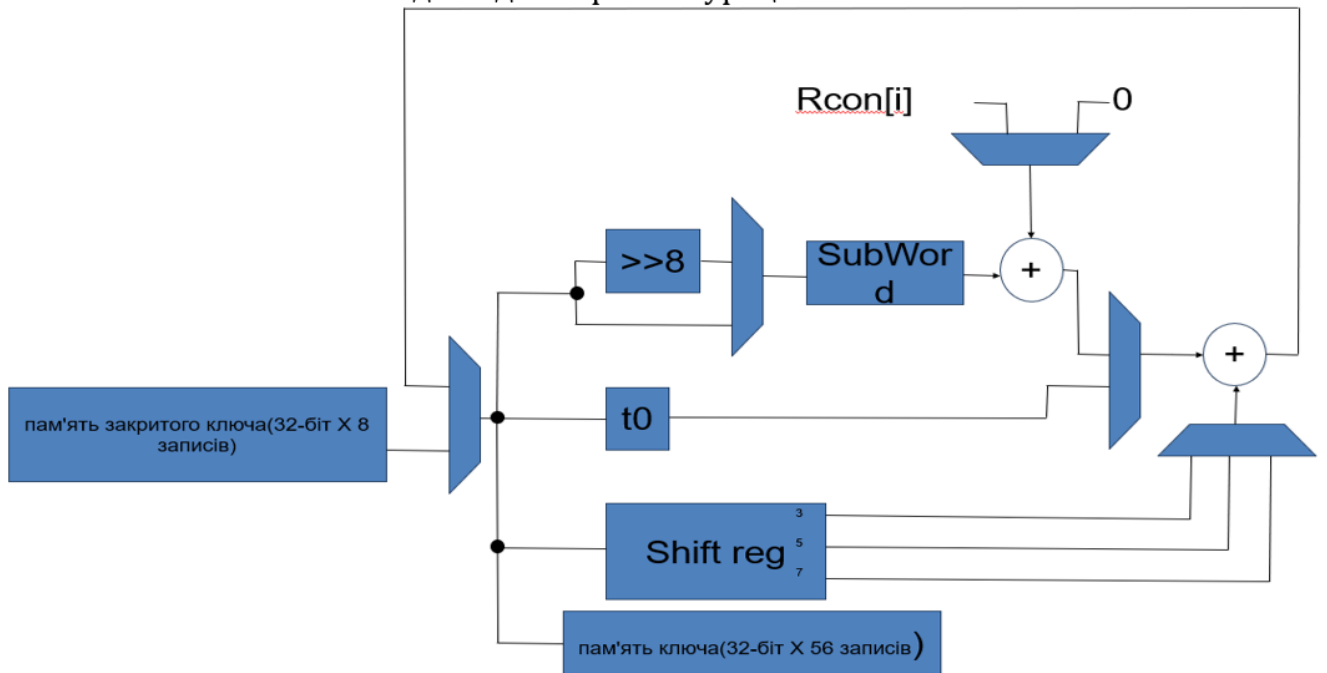 Rcon[i]
0
>>8
SubWor
d
+
+
пам'ять закритого ключа(32-біт X 8
записів)
t0
3
Shift reg
5
7
пам'ять ключа(32-біт X 56 записів)